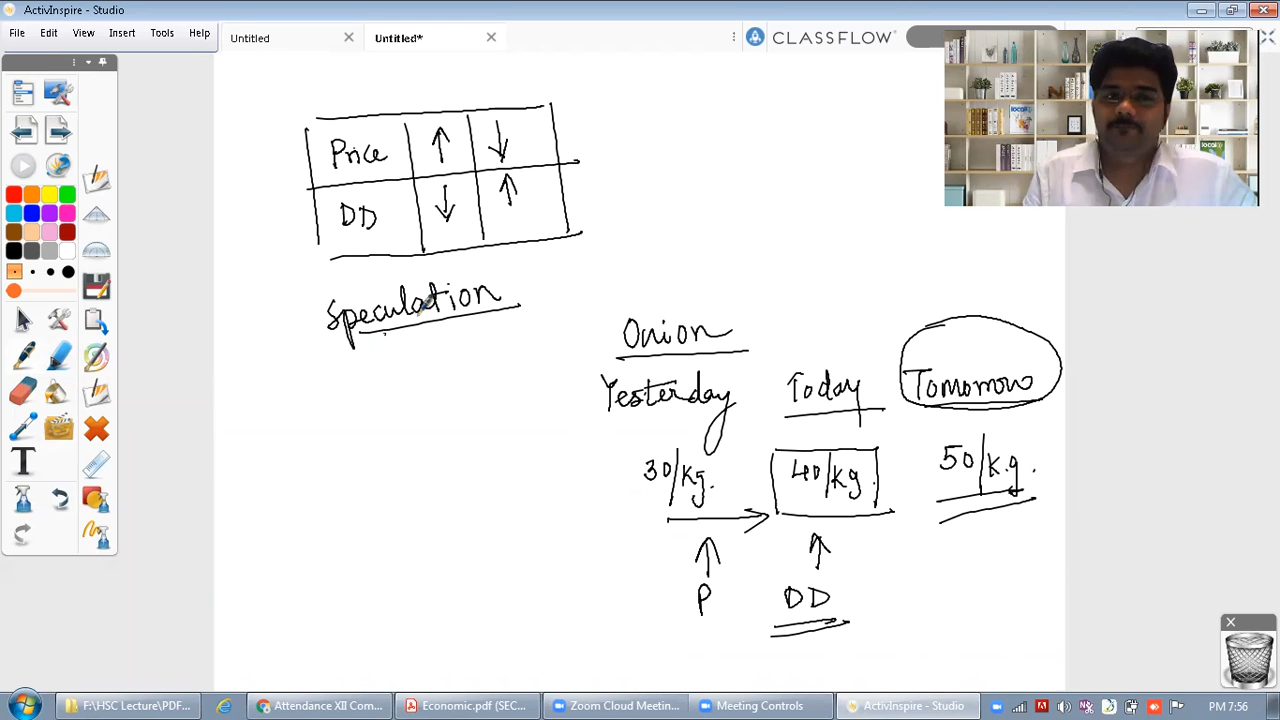 ActivInspire - Studio
File Edit View Insert Tools Help
Untitled
Untitled*
CLASSFLOW
Price ↑ ↓
DD ↓ ↑
Speculation
Onion
Yesterday Today Tomorrow
30/kg. 40/kg. 50/k.g.
↑ ↑
P DD
F:\HSC Lecture\PDF...
Attendance XII Com...
Economic.pdf (SEC...
Zoom Cloud Meetin...
Meeting Controls
ActivInspire - Studio
PM 7:56